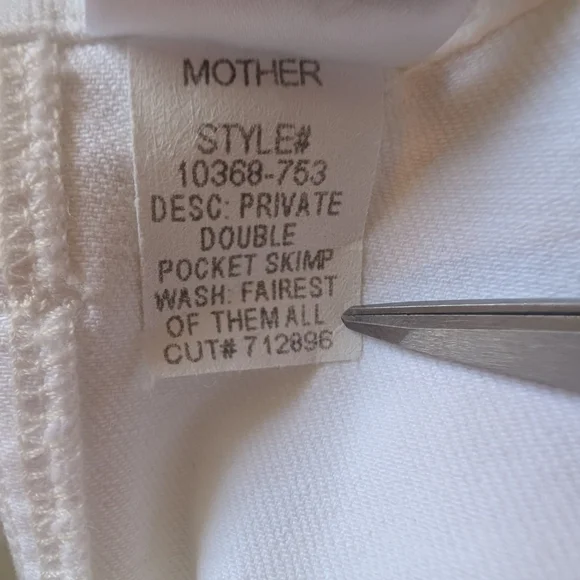 MOTHER
STYLE#
10368-753
DESC: PRIVATE
DOUBLE
POCKET SKIMP
WASH: FAIREST
OF THEM ALL
CUT# 712896